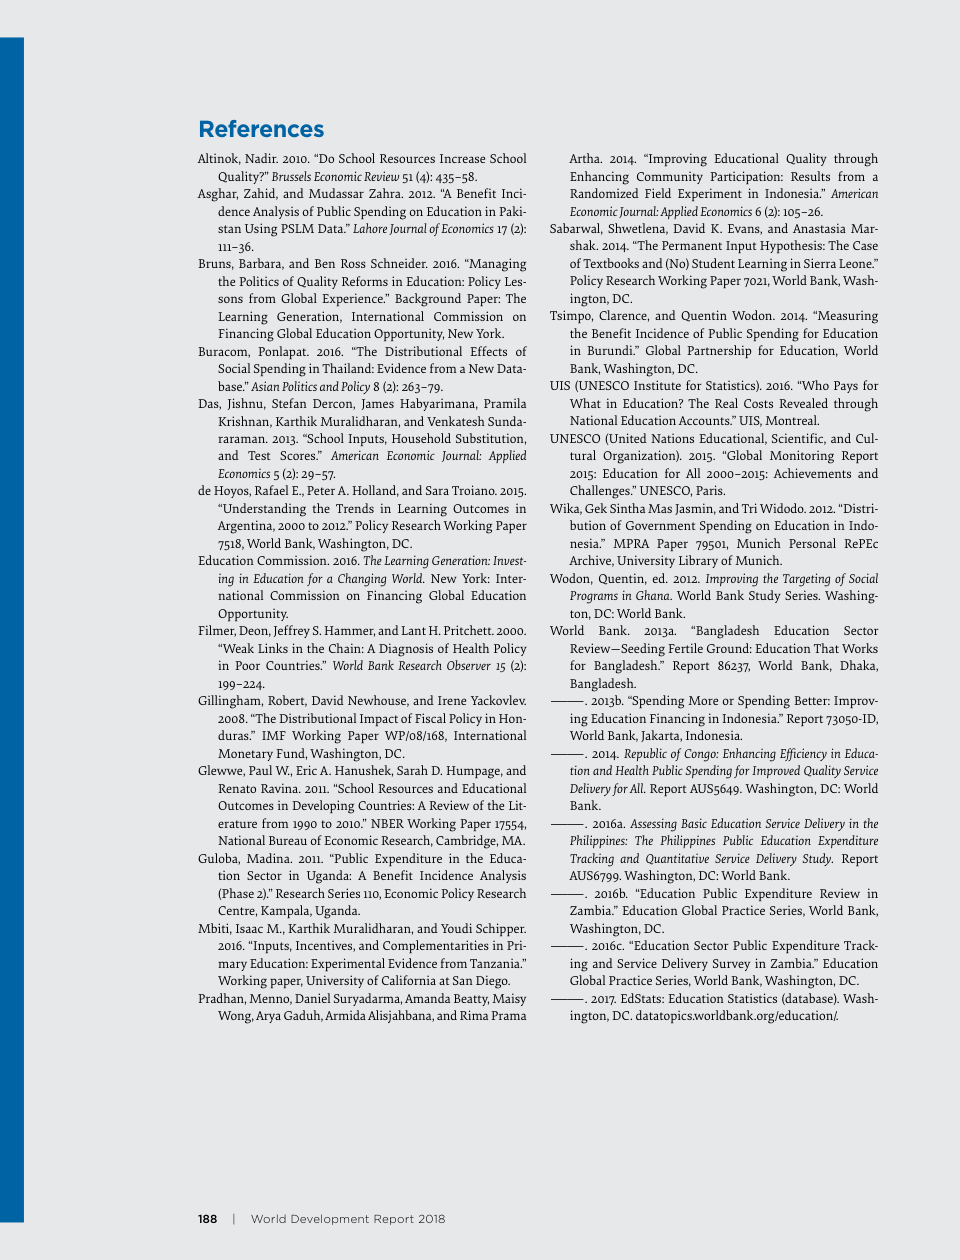 References
Altinok, Nadir. 2010. “Do School Resources Increase School
Quality?” Brussels Economic Review 51 (4): 435–58.
Asghar, Zahid, and Mudassar Zahra. 2012. “A Benefit Inci-
dence Analysis of Public Spending on Education in Paki-
stan Using PSLM Data.” Lahore Journal of Economics 17 (2):
111–36.
Bruns, Barbara, and Ben Ross Schneider. 2016. “Managing
the Politics of Quality Reforms in Education: Policy Les-
sons from Global Experience.” Background Paper: The
Learning Generation, International Commission on
Financing Global Education Opportunity, New York.
Buracom, Ponlapat. 2016. “The Distributional Effects of
Social Spending in Thailand: Evidence from a New Data-
base.” Asian Politics and Policy 8 (2): 263–79.
Das, Jishnu, Stefan Dercon, James Habyarimana, Pramila
Krishnan, Karthik Muralidharan, and Venkatesh Sunda-
raraman. 2013. “School Inputs, Household Substitution,
and Test Scores.” American Economic Journal: Applied
Economics 5 (2): 29–57.
de Hoyos, Rafael E., Peter A. Holland, and Sara Troiano. 2015.
“Understanding the Trends in Learning Outcomes in
Argentina, 2000 to 2012.” Policy Research Working Paper
7518, World Bank, Washington, DC.
Education Commission. 2016. The Learning Generation: Invest-
ing in Education for a Changing World. New York: Inter-
national Commission on Financing Global Education
Opportunity.
Filmer, Deon, Jeffrey S. Hammer, and Lant H. Pritchett. 2000.
“Weak Links in the Chain: A Diagnosis of Health Policy
in Poor Countries.” World Bank Research Observer 15 (2):
199–224.
Gillingham, Robert, David Newhouse, and Irene Yackovlev.
2008. “The Distributional Impact of Fiscal Policy in Hon-
duras.” IMF Working Paper WP/08/168, International
Monetary Fund, Washington, DC.
Glewwe, Paul W., Eric A. Hanushek, Sarah D. Humpage, and
Renato Ravina. 2011. “School Resources and Educational
Outcomes in Developing Countries: A Review of the Lit-
erature from 1990 to 2010.” NBER Working Paper 17554,
National Bureau of Economic Research, Cambridge, MA.
Guloba, Madina. 2011. “Public Expenditure in the Educa-
tion Sector in Uganda: A Benefit Incidence Analysis
(Phase 2).” Research Series 110, Economic Policy Research
Centre, Kampala, Uganda.
Mbiti, Isaac M., Karthik Muralidharan, and Youdi Schipper.
2016. “Inputs, Incentives, and Complementarities in Pri-
mary Education: Experimental Evidence from Tanzania.”
Working paper, University of California at San Diego.
Pradhan, Menno, Daniel Suryadarma, Amanda Beatty, Maisy
Wong, Arya Gaduh, Armida Alisjahbana, and Rima Prama
Artha. 2014. “Improving Educational Quality through
Enhancing Community Participation: Results from a
Randomized Field Experiment in Indonesia.” American
Economic Journal: Applied Economics 6 (2): 105–26.
Sabarwal, Shwetlena, David K. Evans, and Anastasia Mar-
shak. 2014. “The Permanent Input Hypothesis: The Case
of Textbooks and (No) Student Learning in Sierra Leone.”
Policy Research Working Paper 7021, World Bank, Wash-
ington, DC.
Tsimpo, Clarence, and Quentin Wodon. 2014. “Measuring
the Benefit Incidence of Public Spending for Education
in Burundi.” Global Partnership for Education, World
Bank, Washington, DC.
UIS (UNESCO Institute for Statistics). 2016. “Who Pays for
What in Education? The Real Costs Revealed through
National Education Accounts.” UIS, Montreal.
UNESCO (United Nations Educational, Scientific, and Cul-
tural Organization). 2015. “Global Monitoring Report
2015: Education for All 2000–2015: Achievements and
Challenges.” UNESCO, Paris.
Wika, Gek Sintha Mas Jasmin, and Tri Widodo. 2012. “Distri-
bution of Government Spending on Education in Indo-
nesia.” MPRA Paper 79501, Munich Personal RePEc
Archive, University Library of Munich.
Wodon, Quentin, ed. 2012. Improving the Targeting of Social
Programs in Ghana. World Bank Study Series. Washing-
ton, DC: World Bank.
World Bank. 2013a. “Bangladesh Education Sector
Review—Seeding Fertile Ground: Education That Works
for Bangladesh.” Report 86237, World Bank, Dhaka,
Bangladesh.
———. 2013b. “Spending More or Spending Better: Improv-
ing Education Financing in Indonesia.” Report 73050-ID,
World Bank, Jakarta, Indonesia.
———. 2014. Republic of Congo: Enhancing Efficiency in Educa-
tion and Health Public Spending for Improved Quality Service
Delivery for All. Report AUS5649. Washington, DC: World
Bank.
———. 2016a. Assessing Basic Education Service Delivery in the
Philippines: The Philippines Public Education Expenditure
Tracking and Quantitative Service Delivery Study. Report
AUS6799. Washington, DC: World Bank.
———. 2016b. “Education Public Expenditure Review in
Zambia.” Education Global Practice Series, World Bank,
Washington, DC.
———. 2016c. “Education Sector Public Expenditure Track-
ing and Service Delivery Survey in Zambia.” Education
Global Practice Series, World Bank, Washington, DC.
———. 2017. EdStats: Education Statistics (database). Wash-
ington, DC. datatopics.worldbank.org/education/.
188 | World Development Report 2018